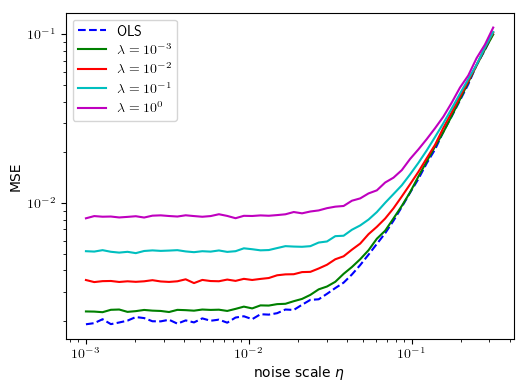 OLS
λ = 10⁻³
λ = 10⁻²
λ = 10⁻¹
λ = 10⁰
10⁻¹
10⁻²
MSE
10⁻³ 10⁻² 10⁻¹
noise scale η